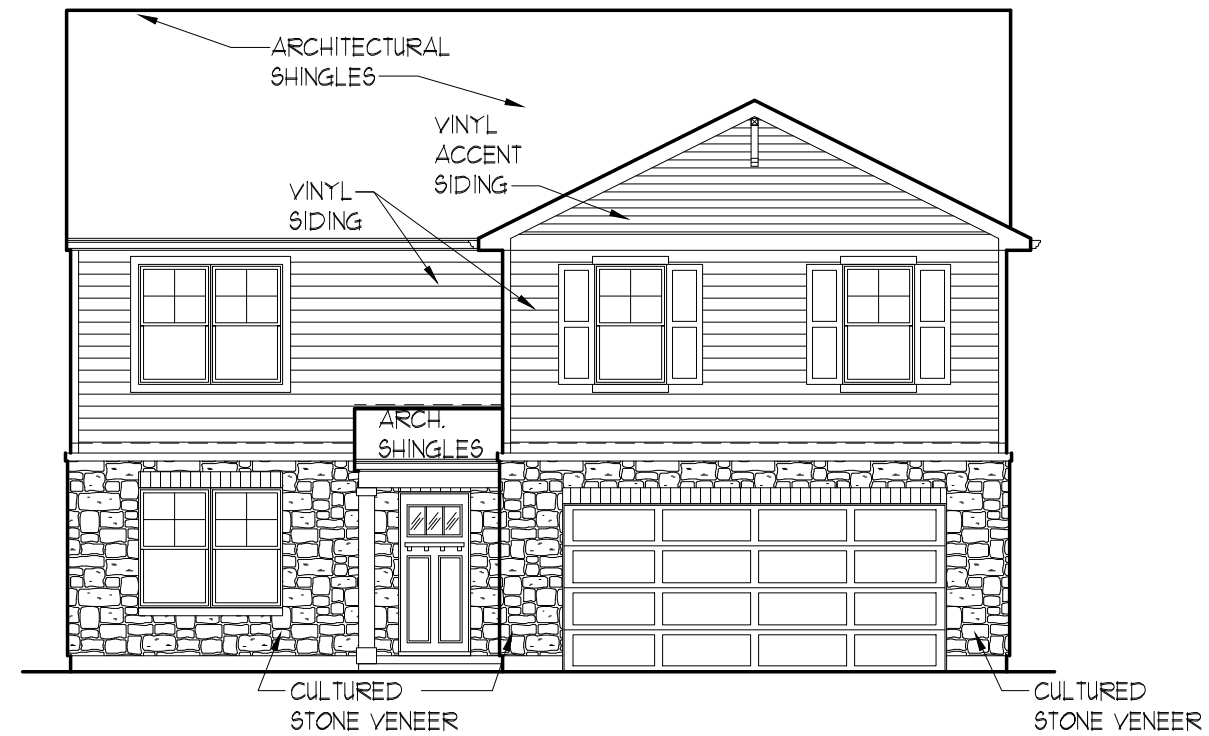 ARCHITECTURAL
SHINGLES
VINYL
ACCENT
SIDING
VINYL
SIDING
ARCH.
SHINGLES
CULTURED
STONE VENEER
CULTURED
STONE VENEER